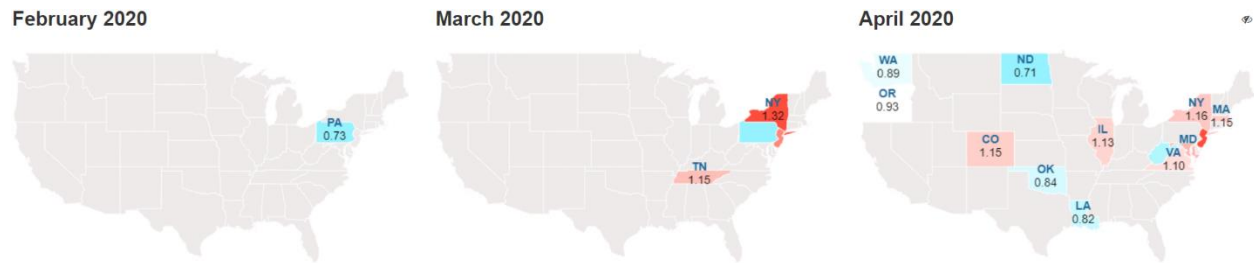 February 2020
March 2020
April 2020
PA
0.73
NY
1.32
TN
1.15
WA
0.89
OR
0.93
ND
0.71
NY
1.16
MA
1.15
CO
1.15
IL
1.13
MD
VA
1.10
OK
0.84
LA
0.82